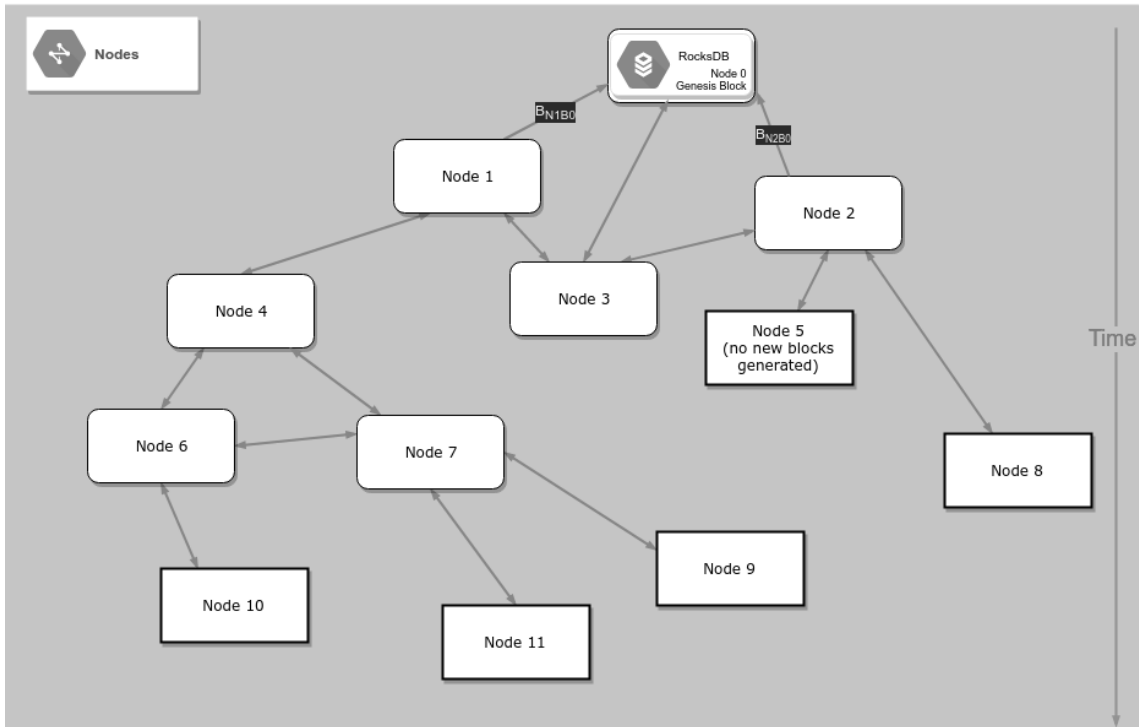 Nodes
RocksDB
Node 0
Genesis Block
BN1B0
BN2B0
Node 1
Node 2
Node 3
Node 4
Node 5
(no new blocks
generated)
Time
Node 6
Node 7
Node 8
Node 9
Node 10
Node 11